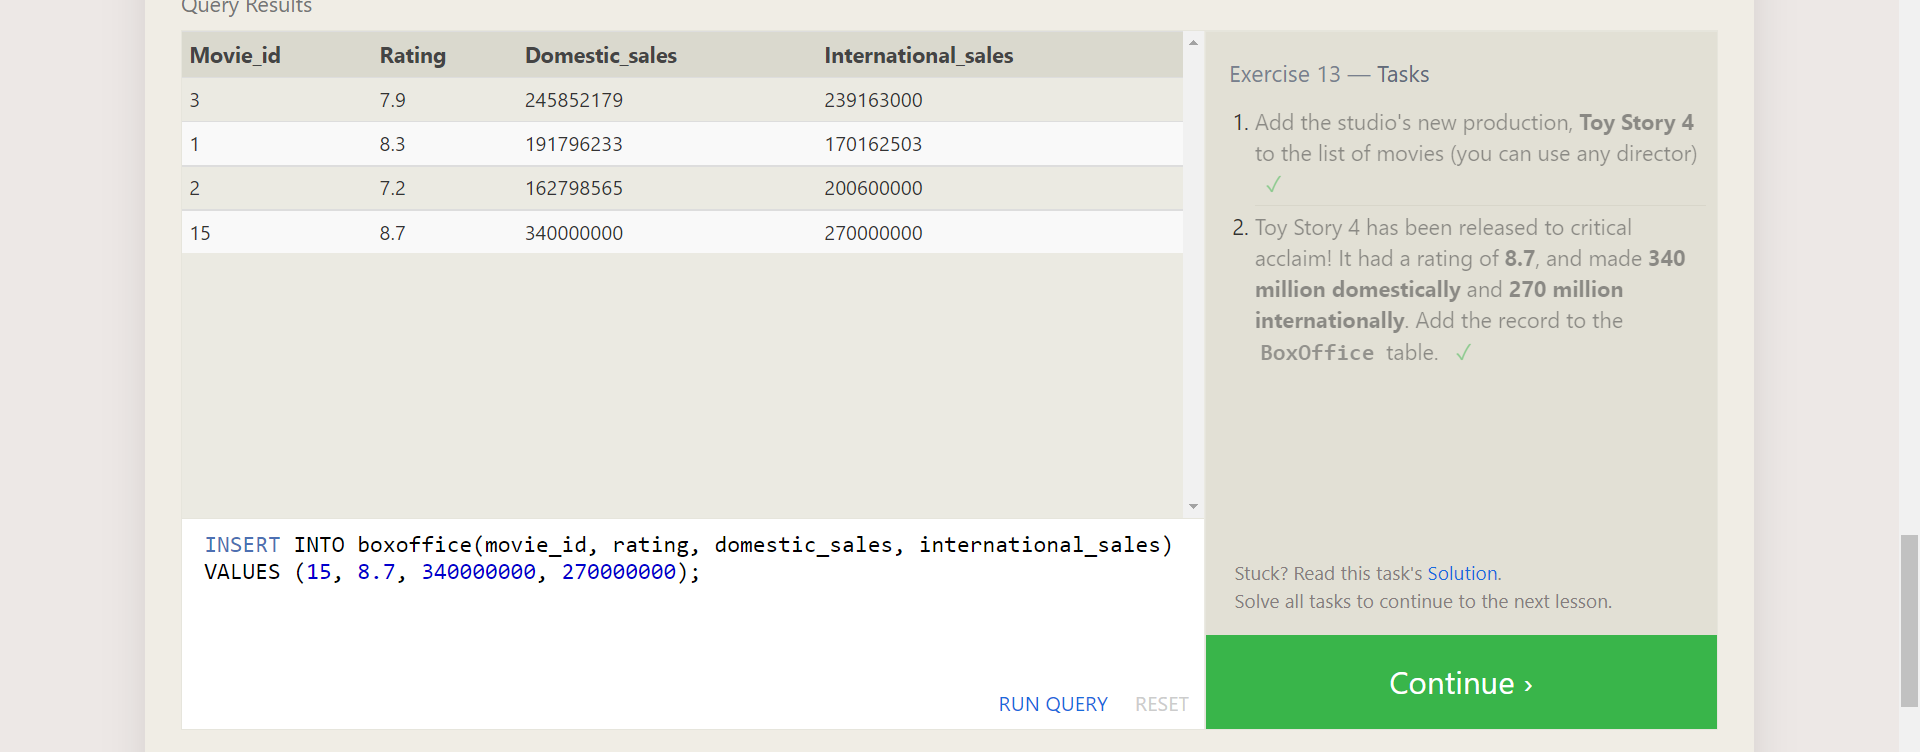 Query Results
Movie_id Rating Domestic_sales International_sales
3 7.9 245852179 239163000
1 8.3 191796233 170162503
2 7.2 162798565 200600000
15 8.7 340000000 270000000
INSERT INTO boxoffice(movie_id, rating, domestic_sales, international_sales)
VALUES (15, 8.7, 340000000, 270000000);
RUN QUERY RESET
Exercise 13 — Tasks
1. Add the studio's new production, Toy Story 4
to the list of movies (you can use any director)
✓
2. Toy Story 4 has been released to critical
acclaim! It had a rating of 8.7, and made 340
million domestically and 270 million
internationally. Add the record to the
BoxOffice table. ✓
Stuck? Read this task's Solution.
Solve all tasks to continue to the next lesson.
Continue ›